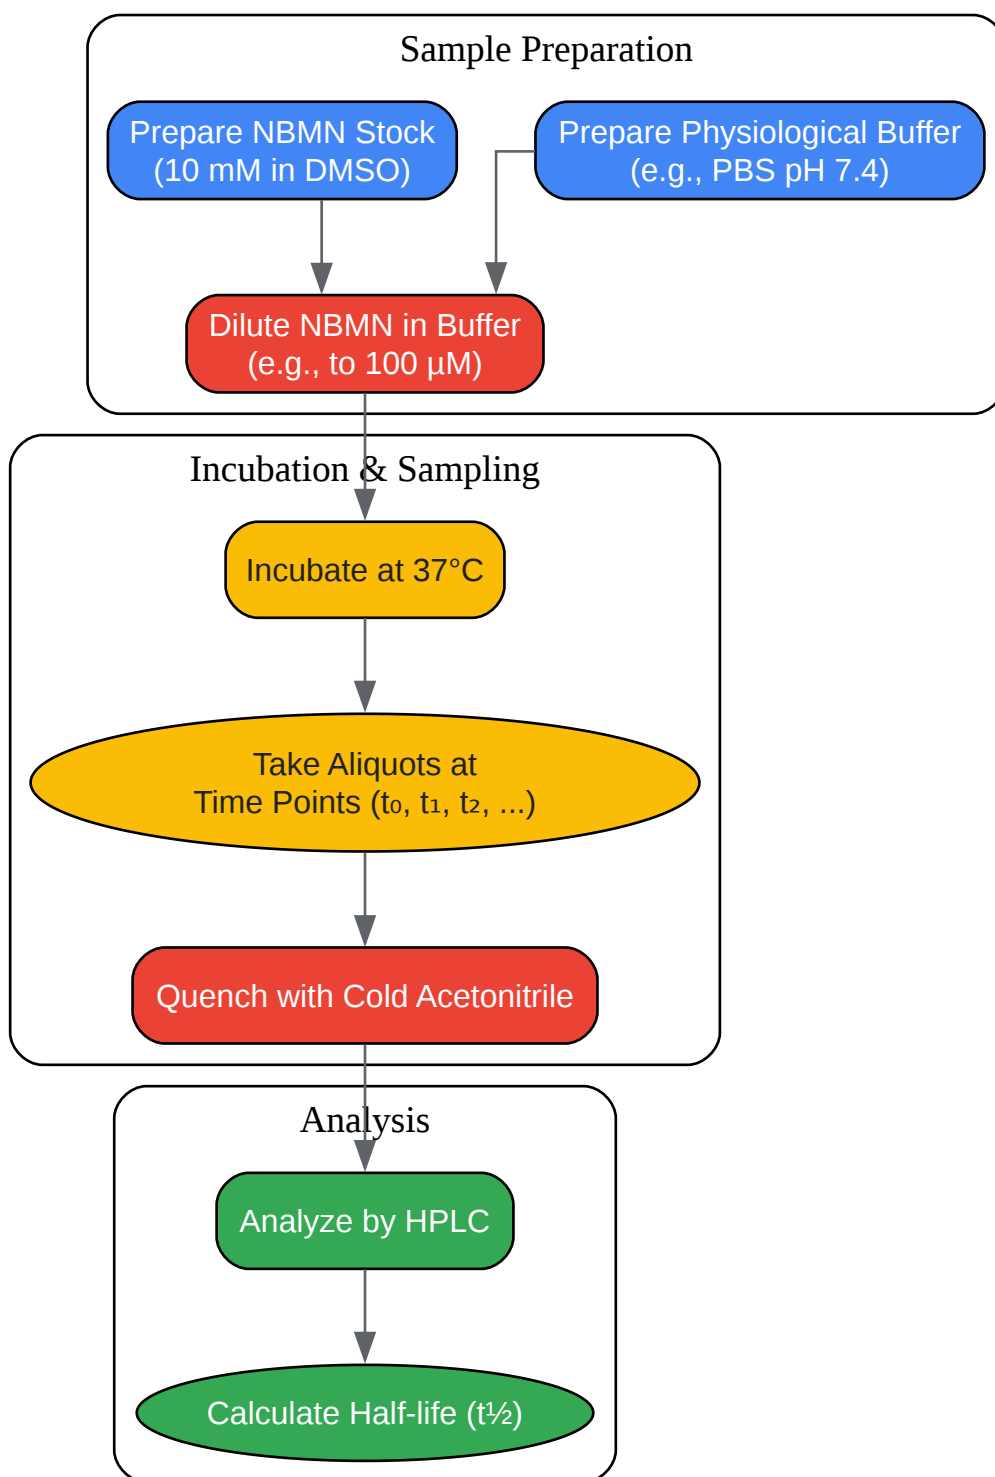 Sample Preparation
Prepare NBMN Stock
(10 mM in DMSO)
Prepare Physiological Buffer
(e.g., PBS pH 7.4)
Dilute NBMN in Buffer
(e.g., to 100 µM)
Incubation & Sampling
Incubate at 37°C
Take Aliquots at
Time Points (t₀, t₁, t₂, ...)
Quench with Cold Acetonitrile
Analysis
Analyze by HPLC
Calculate Half-life (t½)